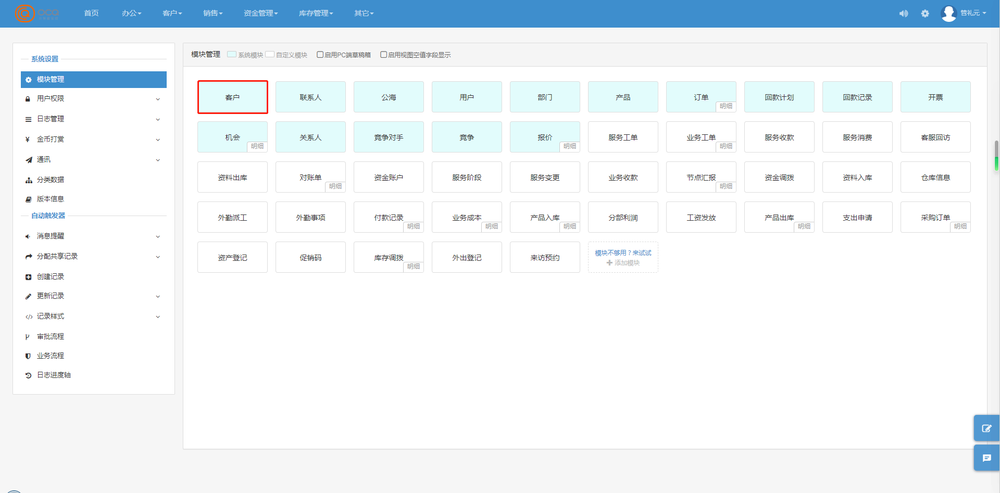 oca
首页 办公 客户 销售 资金管理 库存管理 其它 管礼元
系统设置
模块管理
用户权限
日志管理
¥ 金币打赏
通讯
分类数据
版本信息
自动触发器
消息提醒
分配共享记录
创建记录
更新记录
</> 记录样式
审批流程
业务流程
日志进度轴
模块管理 系统模块 自定义模块 启用PC端草稿箱 启用视图空值字段显示
客户 联系人 公海 用户 部门 产品 订单 明细 回款计划 回款记录 开票
机会 明细 关系人 竞争对手 竞争 报价 明细 服务工单 业务工单 明细 服务收款 服务消费 客服回访
资料出库 对账单 明细 资金账户 服务阶段 服务变更 业务收款 节点汇报 明细 资金调拨 资料入库 仓库信息
外勤派工 外勤事项 付款记录 明细 业务成本 明细 产品入库 明细 分部利润 工资发放 产品出库 明细 支出申请 采购订单 明细
资产登记 促销码 库存调拨 明细 外出登记 来访预约 模块不够用？来试试
添加模块